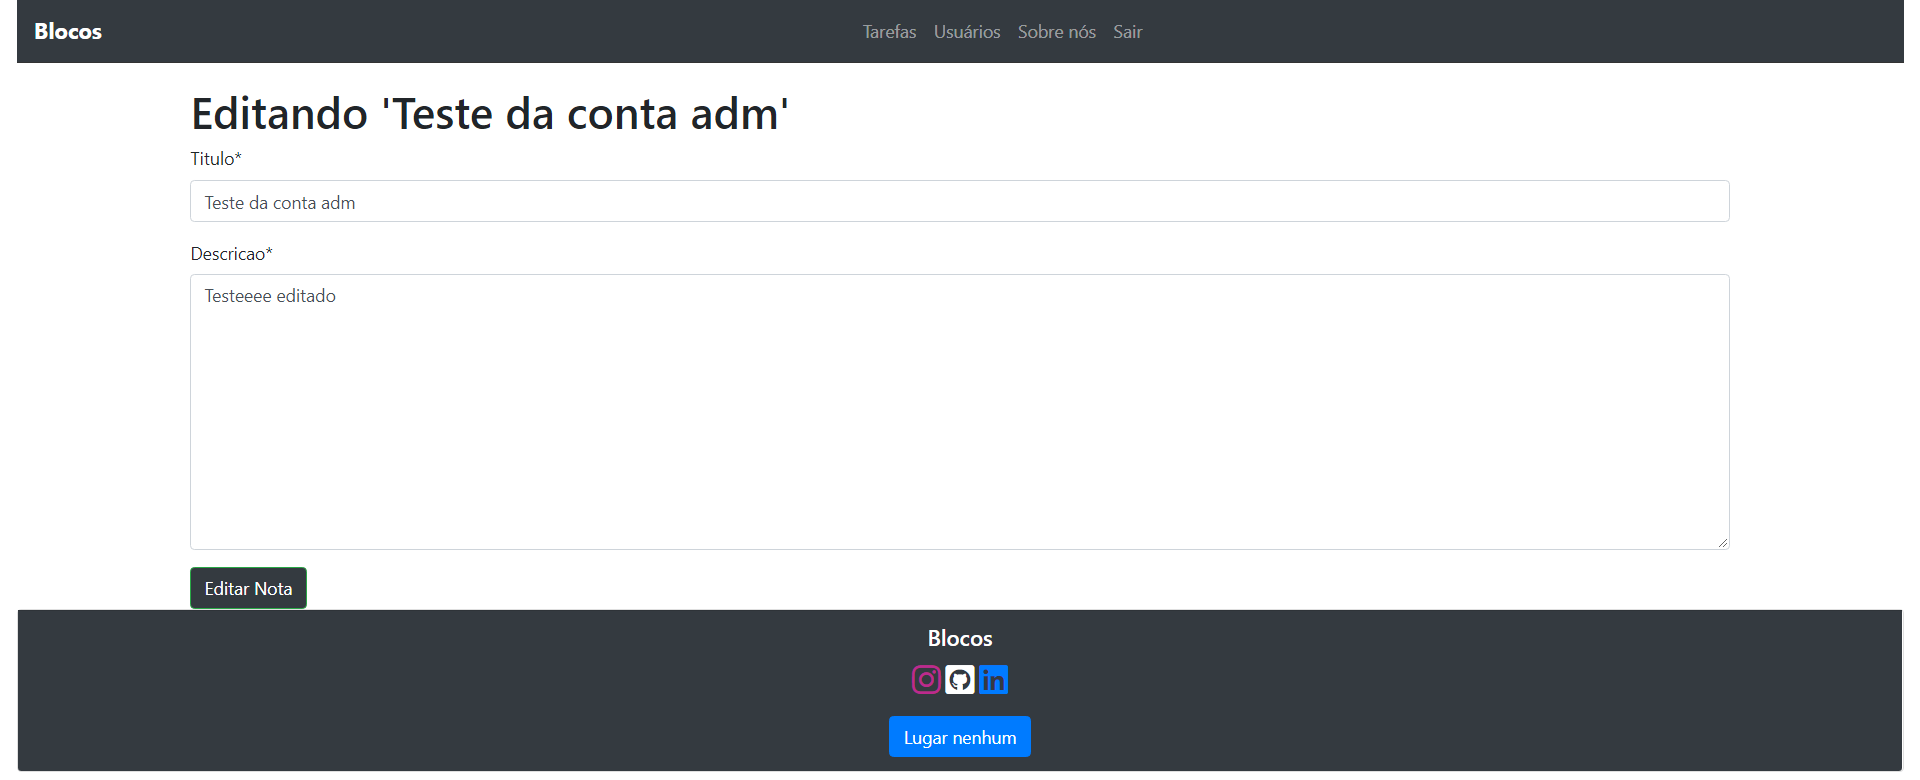 Blocos
Tarefas Usuários Sobre nós Sair
Editando 'Teste da conta adm'
Titulo*
Teste da conta adm
Descricao*
Testeeee editado
Editar Nota
Blocos
in
Lugar nenhum